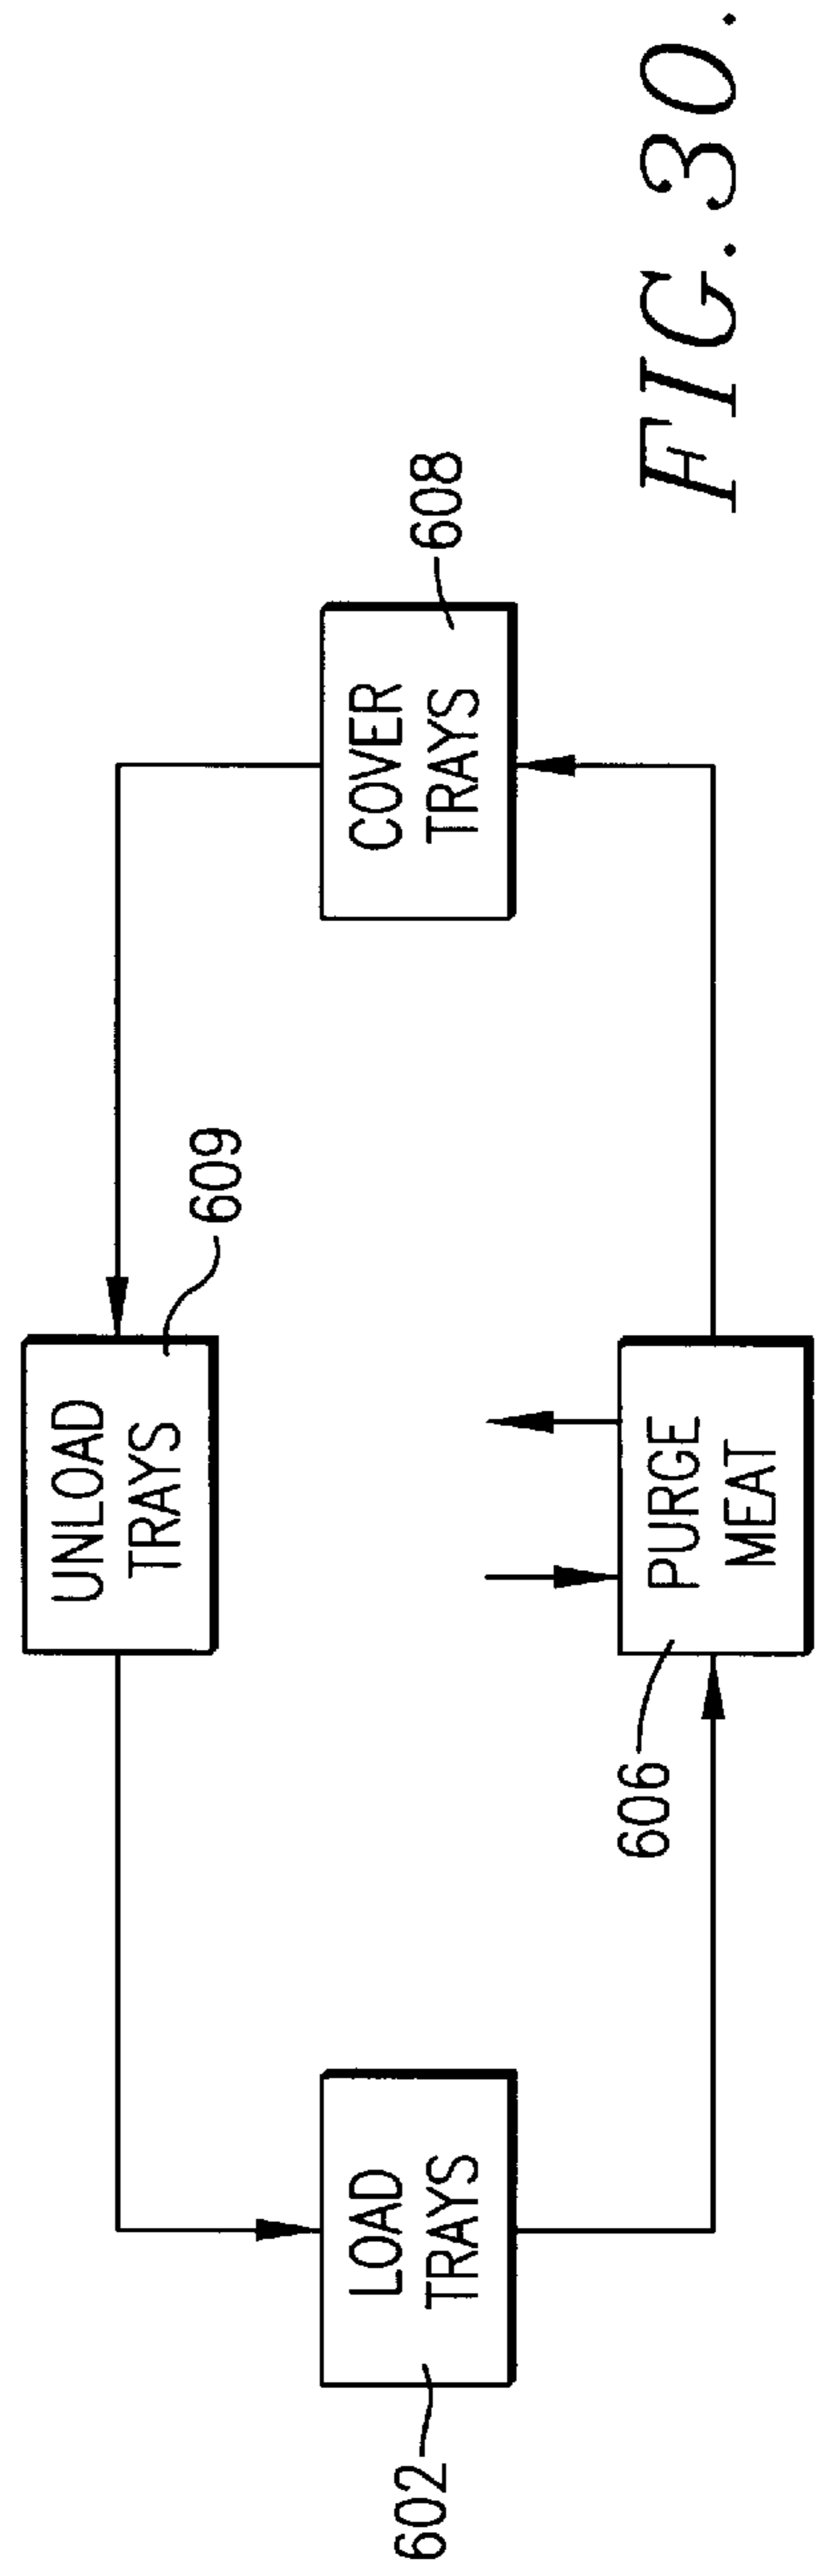 UNLOAD
TRAYS
609
LOAD
TRAYS
602
COVER
TRAYS
608
PURGE
MEAT
606
FIG. 30.